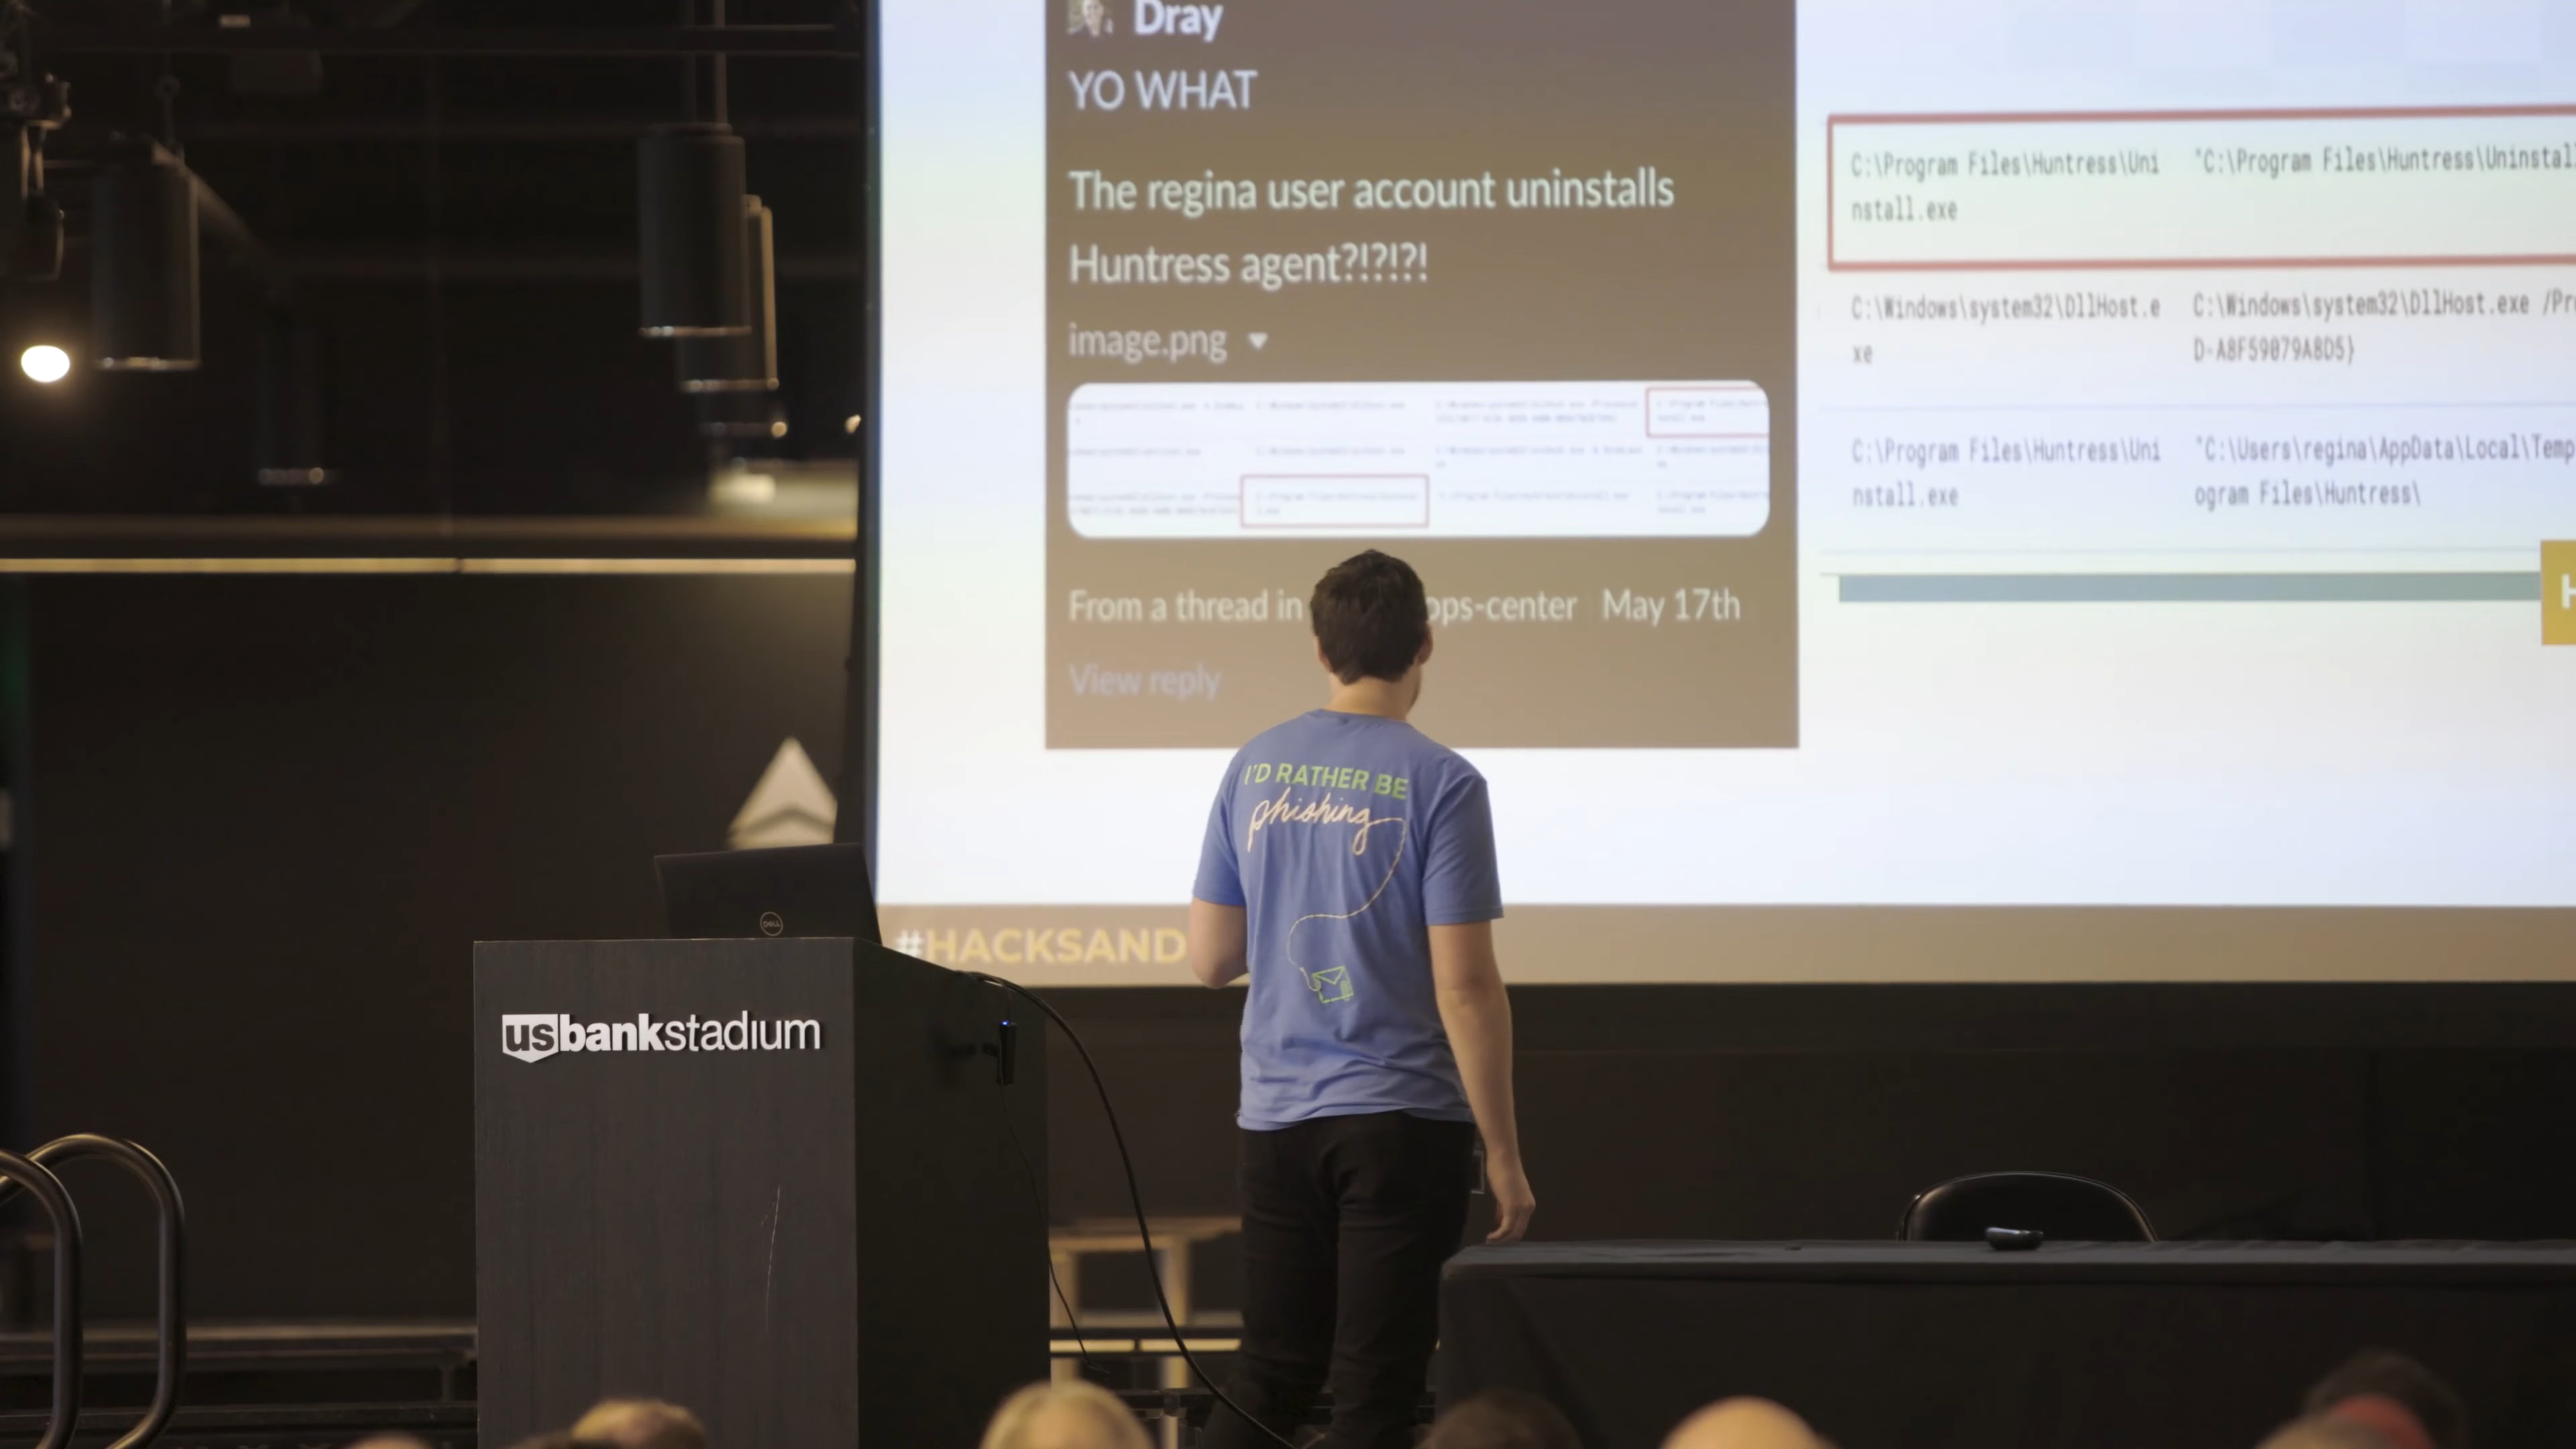 Dray
YO WHAT
The regina user account uninstalls
Huntress agent?!?!?!
image.png
From a thread in
ops-center May 17th
View reply
C:\Program Files\Huntress\Uni
nstall.exe
"C:\Program Files\Huntress\Uninstal
C:\Windows\system32\DllHost.e
xe
C:\Windows\system32\DllHost.exe /Pr
D-A8F59079A8D5}
C:\Program Files\Huntress\Uni
nstall.exe
"C:\Users\regina\AppData\Local\Temp
ogram Files\Huntress\
H
I'D RATHER BE
phishing
#HACKSAND
DELL
usbankstadium